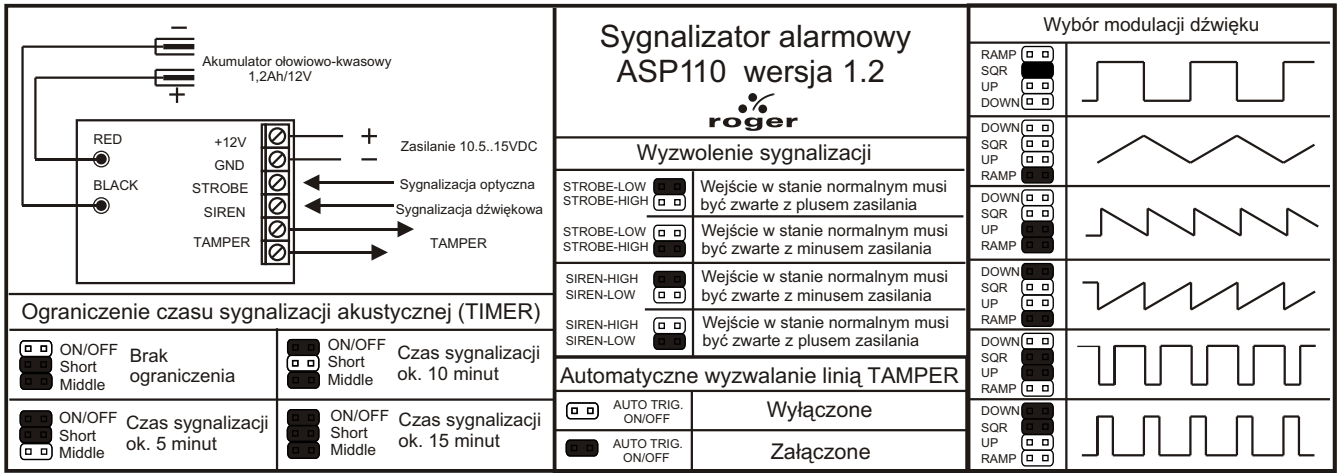 −
Akumulator ołowiowo-kwasowy
1,2Ah/12V
+
RED
BLACK
+12V
GND
STROBE
SIREN
TAMPER
+
−
Zasilanie 10.5..15VDC
Sygnalizacja optyczna
Sygnalizacja dźwiękowa
TAMPER
Ograniczenie czasu sygnalizacji akustycznej (TIMER)
ON/OFF
Short
Middle
Brak
ograniczenia
ON/OFF
Short
Middle
Czas sygnalizacji
ok. 10 minut
ON/OFF
Short
Middle
Czas sygnalizacji
ok. 5 minut
ON/OFF
Short
Middle
Czas sygnalizacji
ok. 15 minut
Sygnalizator alarmowy
ASP110 wersja 1.2
roger
Wyzwolenie sygnalizacji
STROBE-LOW
STROBE-HIGH
Wejście w stanie normalnym musi
być zwarte z plusem zasilania
STROBE-LOW
STROBE-HIGH
Wejście w stanie normalnym musi
być zwarte z minusem zasilania
SIREN-HIGH
SIREN-LOW
Wejście w stanie normalnym musi
być zwarte z minusem zasilania
SIREN-HIGH
SIREN-LOW
Wejście w stanie normalnym musi
być zwarte z plusem zasilania
Automatyczne wyzwalanie linią TAMPER
AUTO TRIG.
ON/OFF
Wyłączone
AUTO TRIG.
ON/OFF
Załączone
Wybór modulacji dźwięku
RAMP
SQR
UP
DOWN
DOWN
SQR
UP
RAMP
DOWN
SQR
UP
RAMP
DOWN
SQR
UP
RAMP
DOWN
SQR
UP
RAMP
DOWN
SQR
UP
RAMP